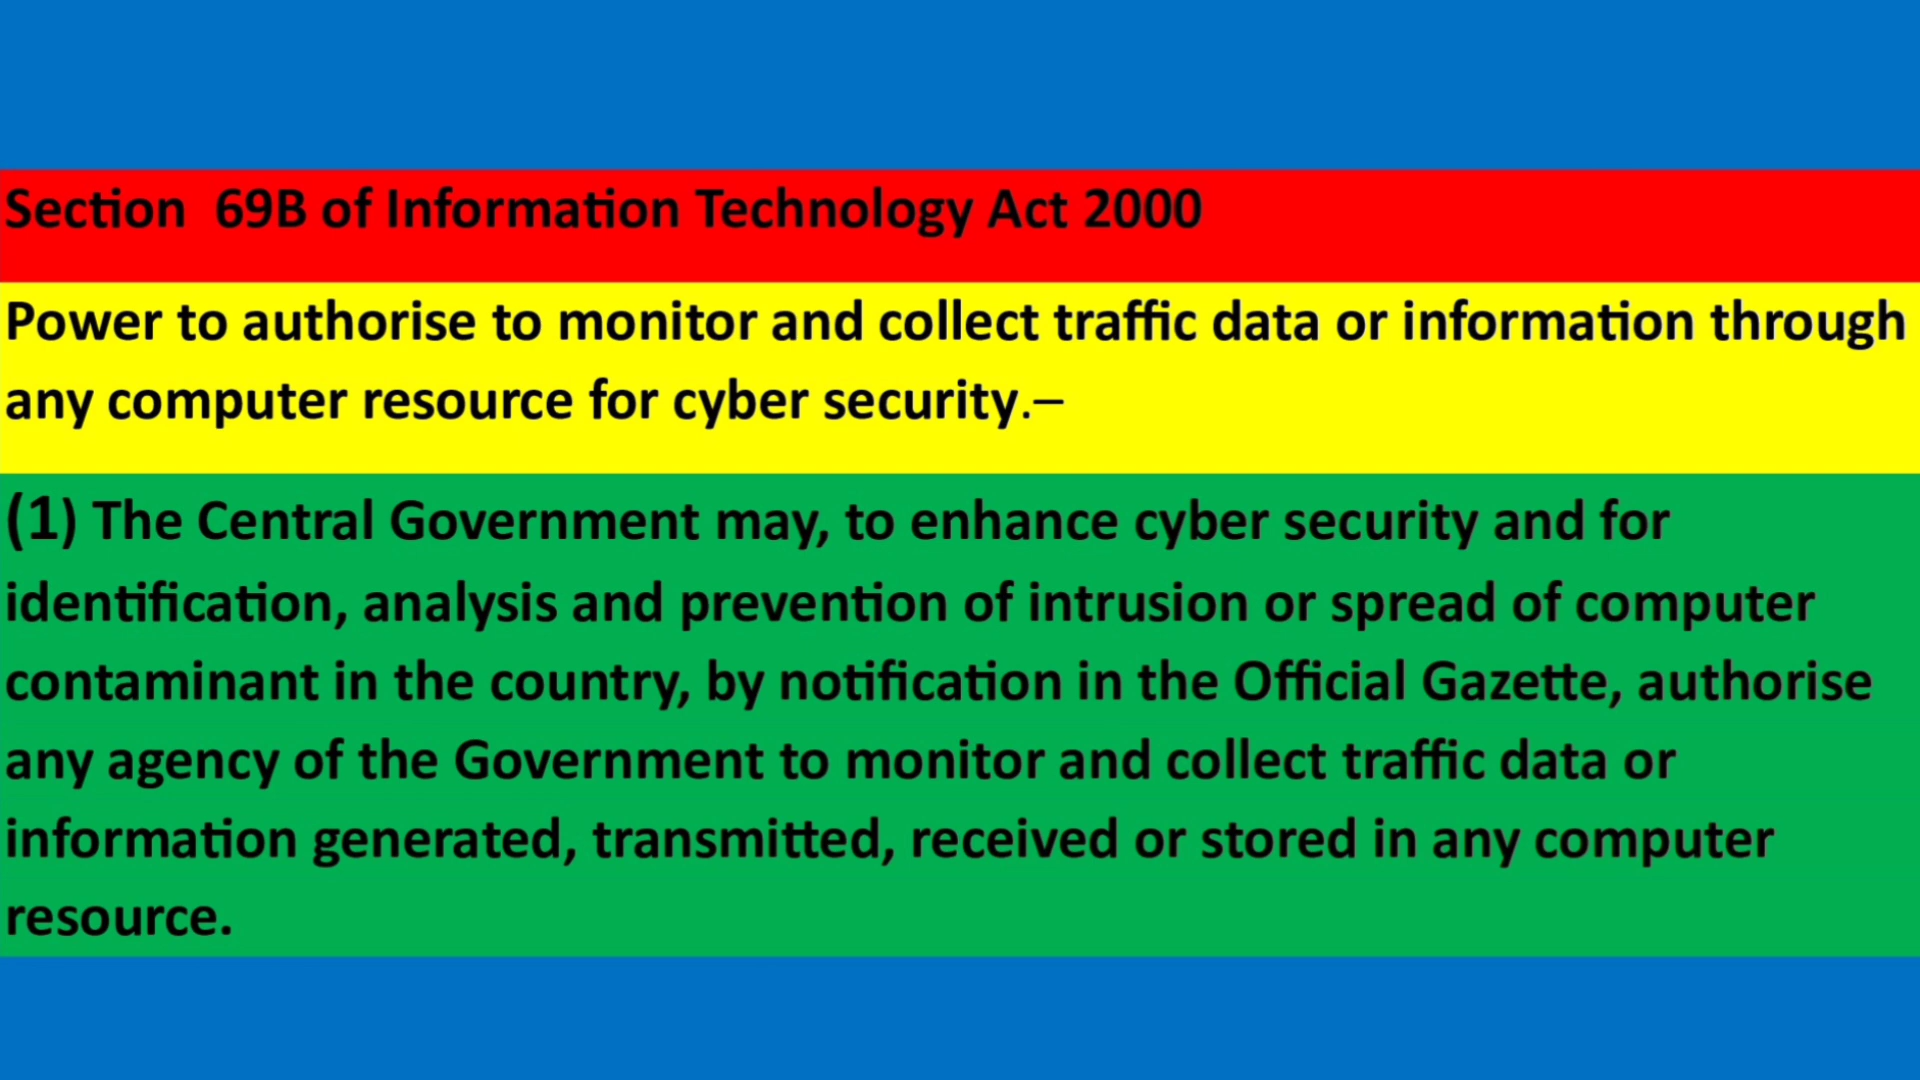 Section  69B of Information Technology Act 2000
Power to authorise to monitor and collect traffic data or information through
any computer resource for cyber security.–
(1) The Central Government may, to enhance cyber security and for
identification, analysis and prevention of intrusion or spread of computer
contaminant in the country, by notification in the Official Gazette, authorise
any agency of the Government to monitor and collect traffic data or
information generated, transmitted, received or stored in any computer
resource.